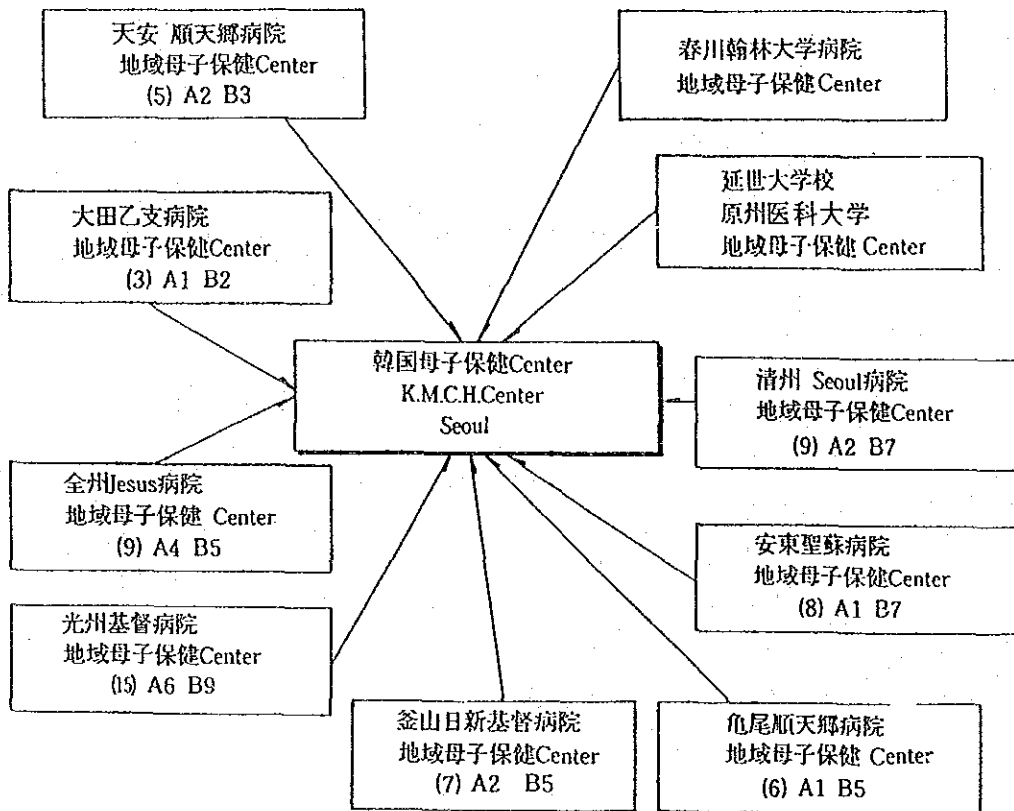 天安 順天郷病院
地域母子保健Center
(5) A2 B3
春川翰林大学病院
地域母子保健Center
延世大学校
原州医科大学
地域母子保健 Center
大田乙支病院
地域母子保健Center
(3) A1 B2
韓国母子保健Center
K.M.C.H.Center
Seoul
清州 Seoul病院
地域母子保健Center
(9) A2 B7
全州Jesus病院
地域母子保健 Center
(9) A4 B5
安東聖蘇病院
地域母子保健Center
(8) A1 B7
光州基督病院
地域母子保健Center
(15) A6 B9
釜山日新基督病院
地域母子保健Center
(7) A2 B5
亀尾順天郷病院
地域母子保健 Center
(6) A1 B5